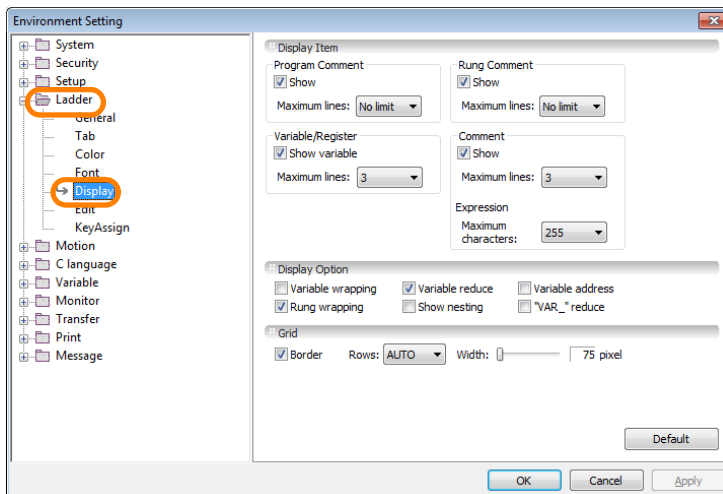 Environment Setting
System
Security
Setup
Ladder
General
Tab
Color
Font
Display
Edit
KeyAssign
Motion
C language
Variable
Monitor
Transfer
Print
Message
Display Item
Program Comment
Show
Maximum lines: No limit
Rung Comment
Show
Maximum lines: No limit
Variable/Register
Show variable
Maximum lines: 3
Comment
Show
Maximum lines: 3
Expression
Maximum
characters: 255
Display Option
Variable wrapping Variable reduce Variable address
Rung wrapping Show nesting "VAR_" reduce
Grid
Border Rows: AUTO Width: 75 pixel
Default
OK Cancel Apply